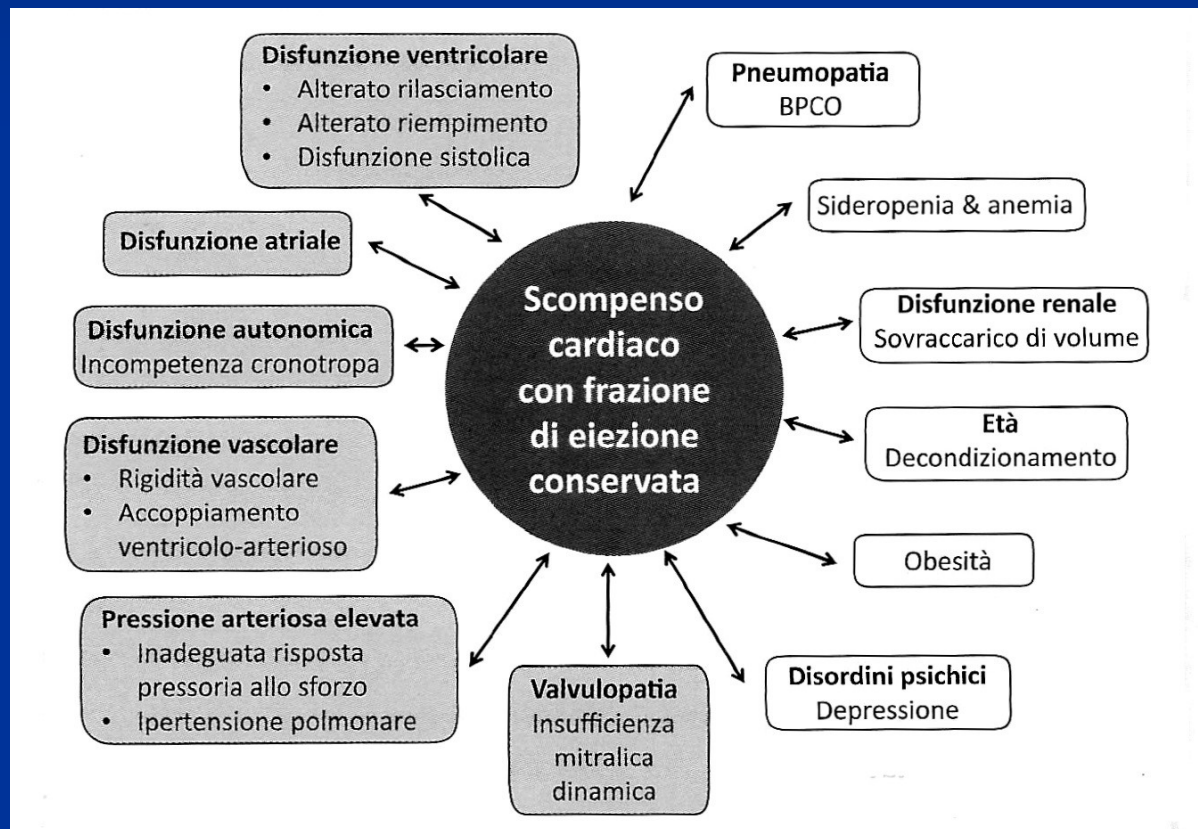 Disfunzione ventricolare
• Alterato rilasciamento
• Alterato riempimento
• Disfunzione sistolica
Disfunzione atriale
Disfunzione autonomica
Incompetenza cronotropa
Disfunzione vascolare
• Rigidità vascolare
• Accoppiamento
ventricolo-arterioso
Pressione arteriosa elevata
• Inadeguata risposta
pressoria allo sforzo
• Ipertensione polmonare
Valvulopatia
Insufficienza
mitralica
dinamica
Scompenso
cardiaco
con frazione
di eiezione
conservata
Pneumopatia
BPCO
Sideropenia & anemia
Disfunzione renale
Sovraccarico di volume
Età
Decondizionamento
Obesità
Disordini psichici
Depressione